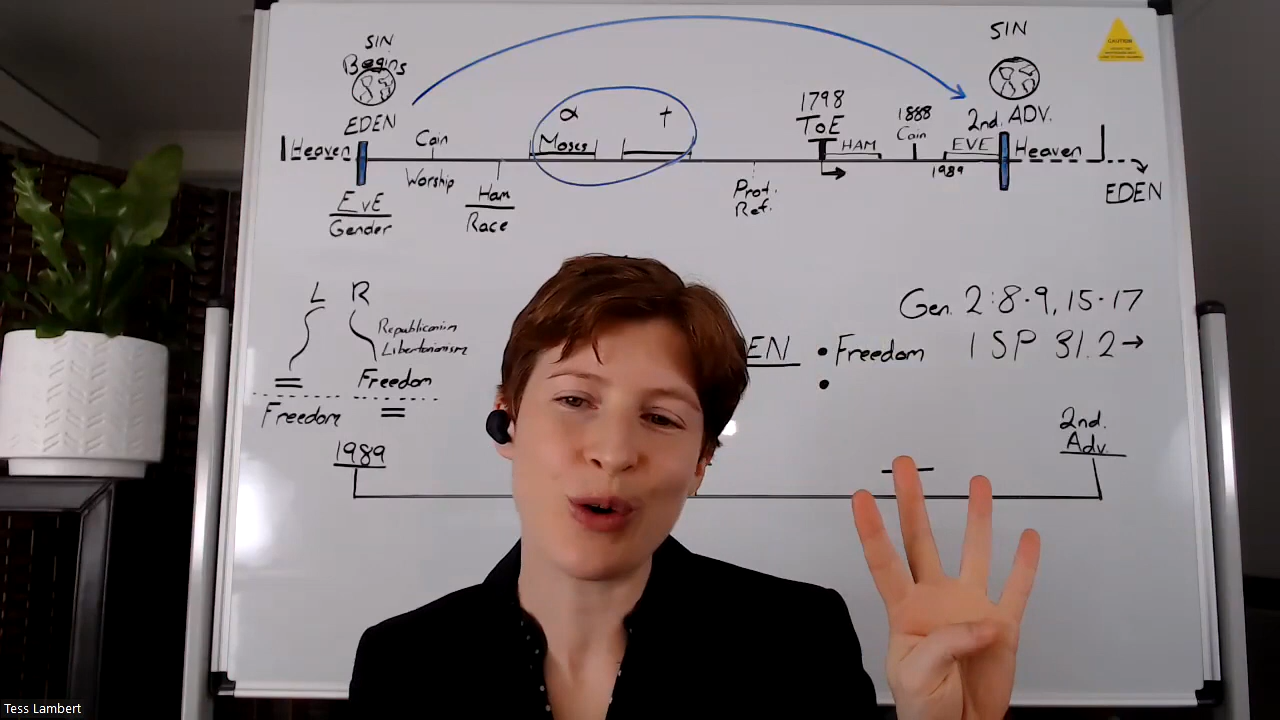 SIN
Begins
EDEN
Heaven
Cain
Worship
EvE
Gender
Ham
Race
α
Moses
†
Prot.
Ref.
1798
ToE
HAM
1888
Cain
EVE
1989
SIN
2nd. ADV.
Heaven
EDEN
CAUTION
L R
Republicanism
Libertarianism
= Freedom
Freedom =
1989
EN
• Freedom
•
Gen. 2:8-9, 15-17
1 SP 31.2→
2nd.
Adv.
Tess Lambert